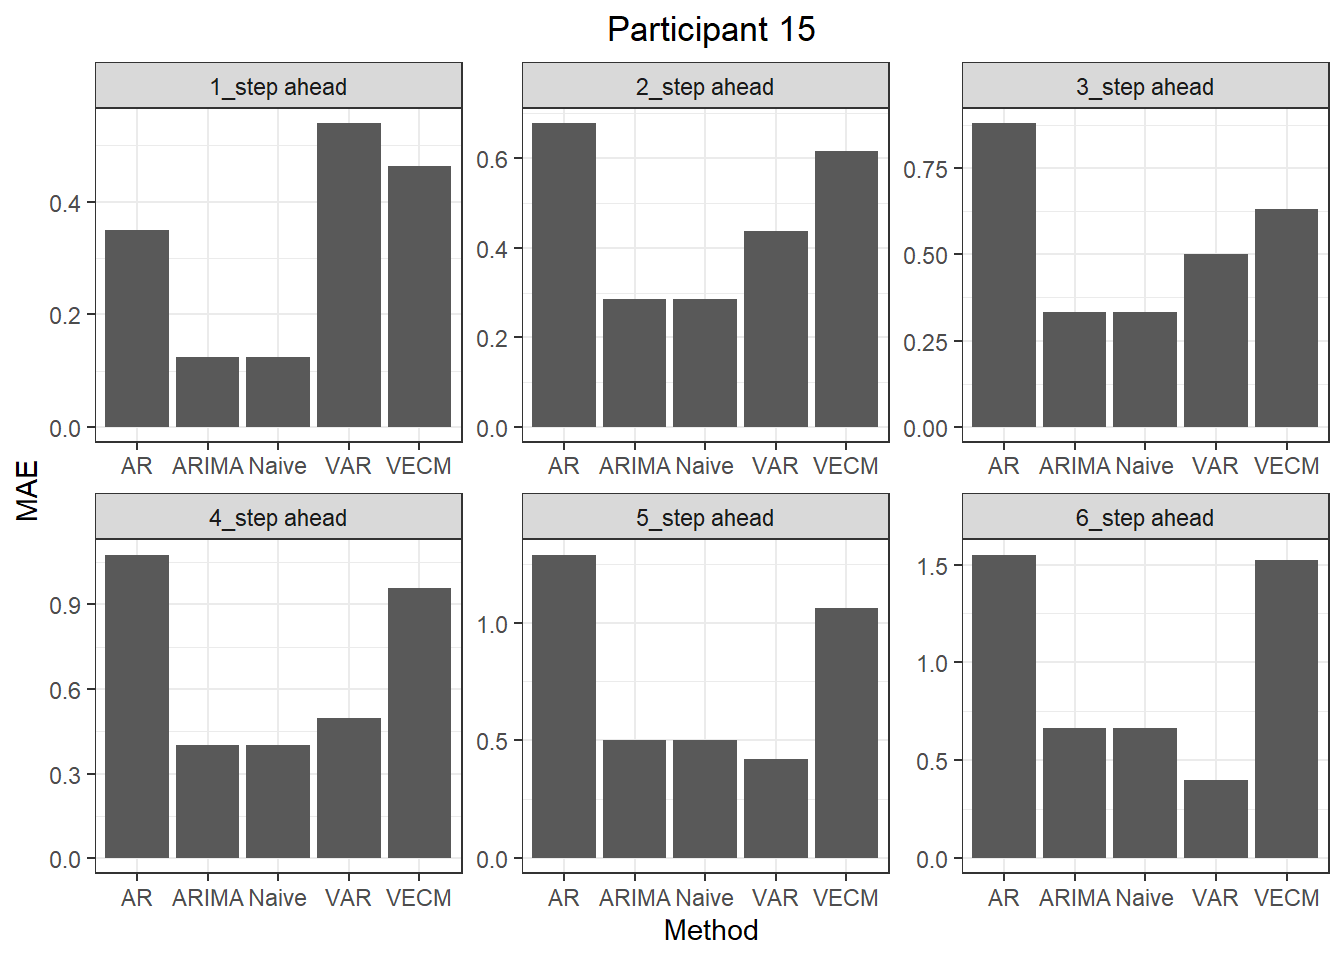 Participant 15
1_step ahead
2_step ahead
3_step ahead
0.4
0.2
0.0
0.6
0.4
0.2
0.0
0.75
0.50
0.25
0.00
AR ARIMA Naive VAR VECM
AR ARIMA Naive VAR VECM
AR ARIMA Naive VAR VECM
MAE
4_step ahead
5_step ahead
6_step ahead
0.9
0.6
0.3
0.0
1.0
0.5
0.0
1.5
1.0
0.5
0.0
AR ARIMA Naive VAR VECM
AR ARIMA Naive VAR VECM
AR ARIMA Naive VAR VECM
Method